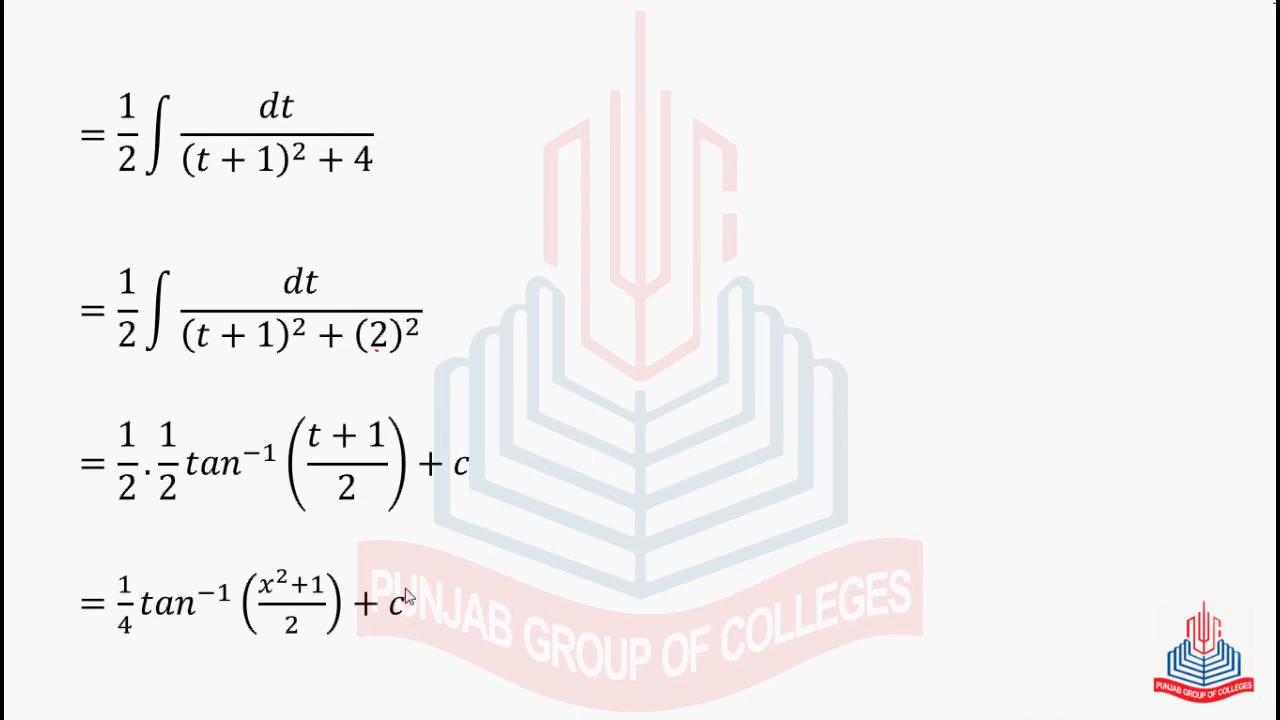 = 1/2 ∫ dt / ((t + 1)² + 4)
= 1/2 ∫ dt / ((t + 1)² + (2)²)
= 1/2 . 1/2 tan⁻¹ ((t + 1)/2) + c
= 1/4 tan⁻¹ ((x²+1)/2) + c
PUNJAB GROUP OF COLLEGES
PUNJAB GROUP OF COLLEGES